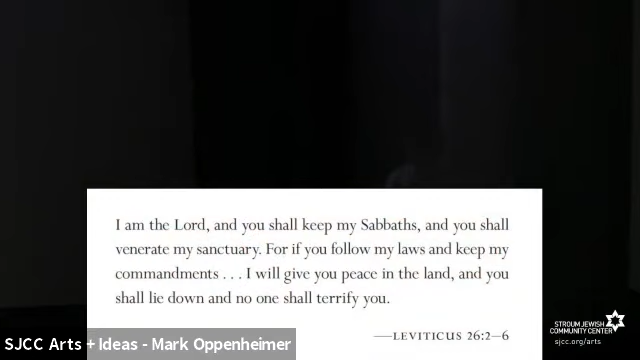 I am the Lord, and you shall keep my Sabbaths, and you shall
venerate my sanctuary. For if you follow my laws and keep my
commandments . . . I will give you peace in the land, and you
shall lie down and no one shall terrify you.
—LEVITICUS 26:2–6
STROUM JEWISH
COMMUNITY CENTER
sjcc.org/arts
SJCC Arts + Ideas - Mark Oppenheimer